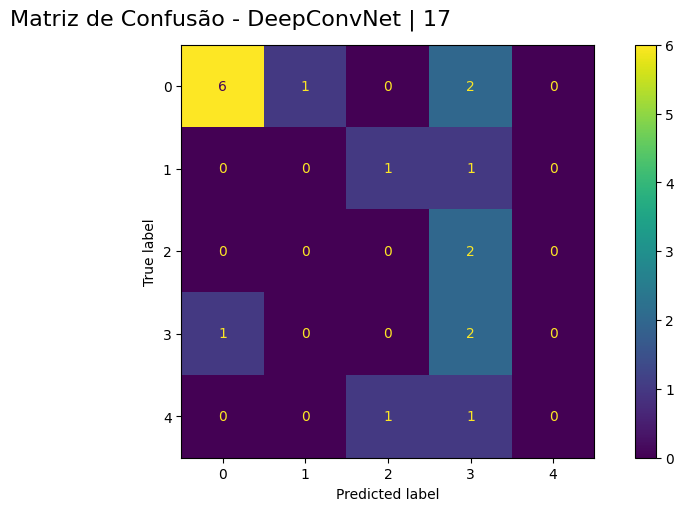 Matriz de Confusão - DeepConvNet | 17
True label
0 6 1 0 2 0
1 0 0 1 1 0
2 0 0 0 2 0
3 1 0 0 2 0
4 0 0 1 1 0
0 1 2 3 4
Predicted label
6
5
4
3
2
1
0